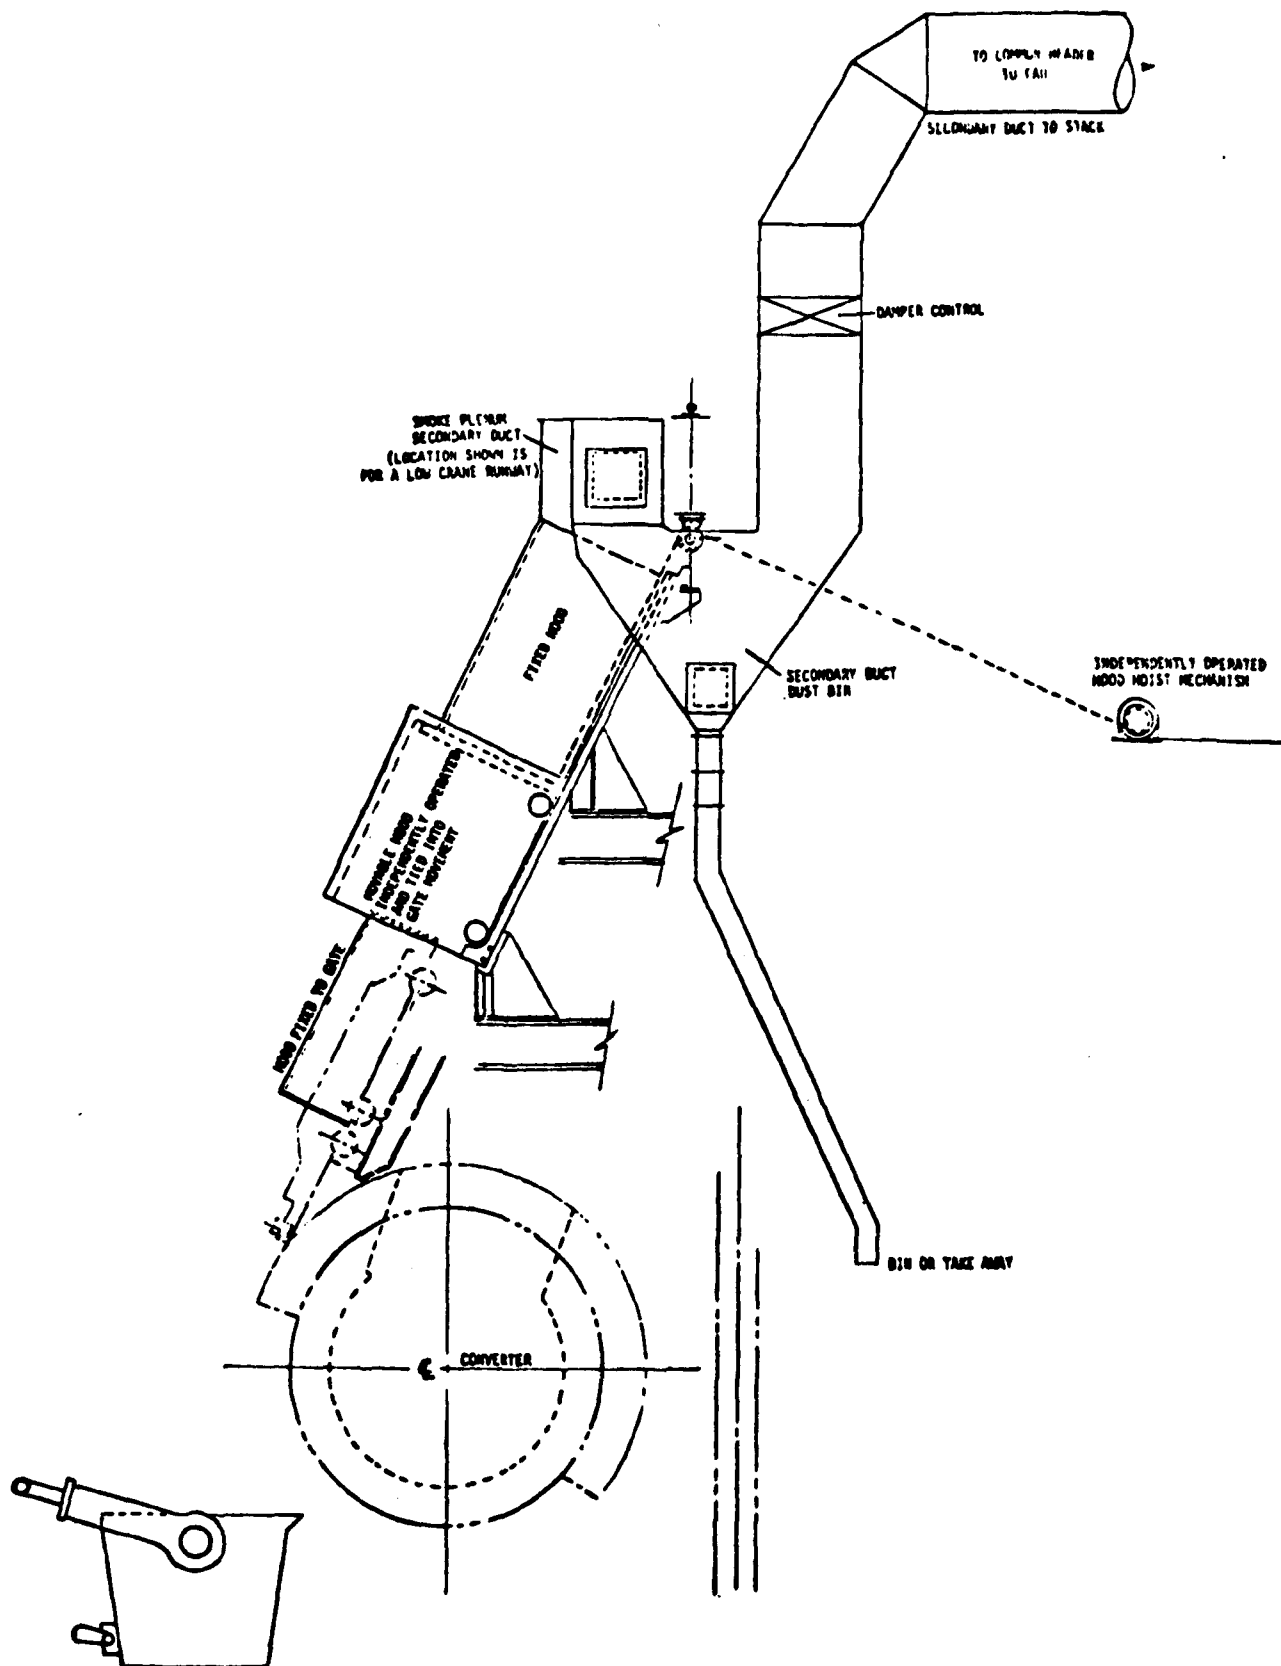 TO COMMON HEADER
TO FAN
SECONDARY DUCT TO STACK
DAMPER CONTROL
SMOKE PLENUM
SECONDARY DUCT
(LOCATION SHOWN IS
FOR A LOW CRANE RUNWAY)
FIXED HOOD
SECONDARY DUCT
DUST BIN
INDEPENDENTLY OPERATED
HOOD HOIST MECHANISM
MOVABLE HOOD
INDEPENDENTLY OPERATED
AND TIED INTO
GATE MOVEMENT
HOOD FIXED TO GATE
BIN OR TAKE AWAY
℄ CONVERTER